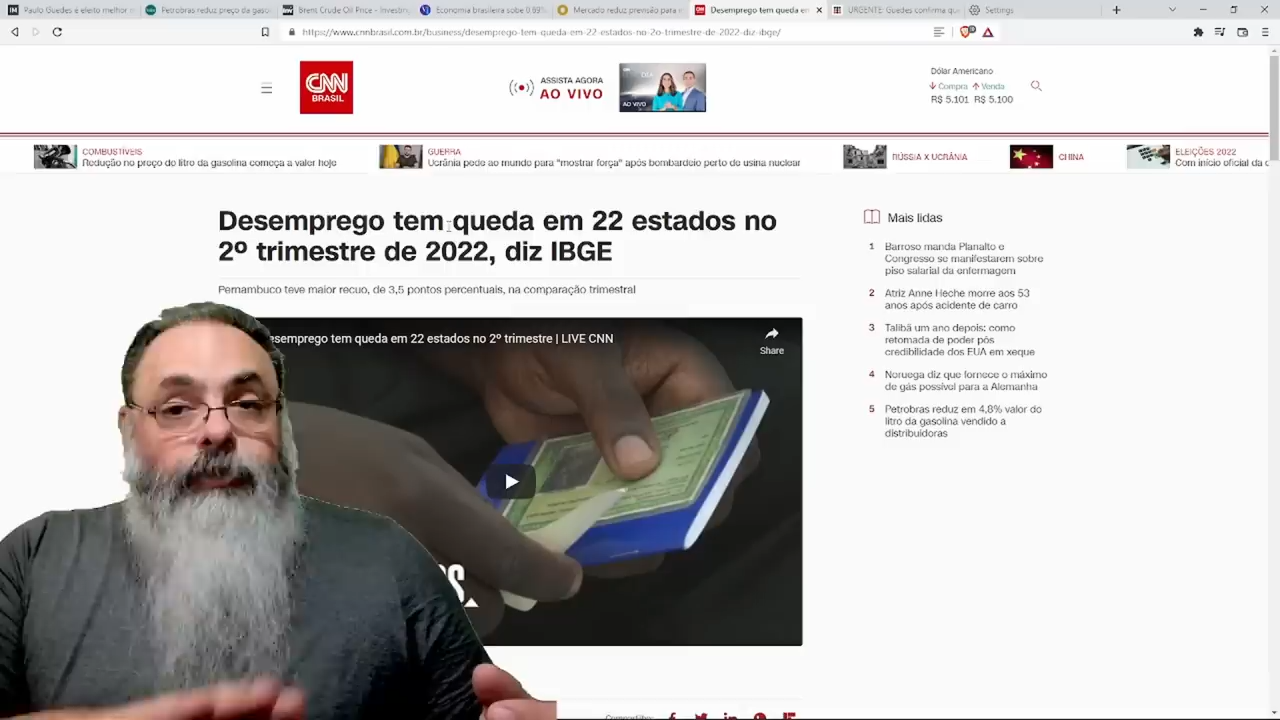 Paulo Guedes é eleito melhor m
Petrobras reduz preço da gaso
Brent Crude Oil Price - Investing
Economia brasileira sobe 0,69%
Mercado reduz previsão para in
Desemprego tem queda em
URGENTE: Guedes confirma que
Settings
https://www.cnnbrasil.com.br/business/desemprego-tem-queda-em-22-estados-no-2o-trimestre-de-2022-diz-ibge/
CNN
BRASIL
ASSISTA AGORA
AO VIVO
DIA
AO VIVO
Dólar Americano
Compra Venda
R$ 5.101 R$ 5.100
COMBUSTÍVEIS
Redução no preço do litro da gasolina começa a valer hoje
GUERRA
Ucrânia pede ao mundo para "mostrar força" após bombardeio perto de usina nuclear
RÚSSIA X UCRÂNIA
CHINA
ELEIÇÕES 2022
Com início oficial da c
Desemprego tem queda em 22 estados no
2º trimestre de 2022, diz IBGE
Pernambuco teve maior recuo, de 3,5 pontos percentuais, na comparação trimestral
esemprego tem queda em 22 estados no 2º trimestre | LIVE CNN
Share
S.
Compartilhe:
Mais lidas
1 Barroso manda Planalto e
Congresso se manifestarem sobre
piso salarial da enfermagem
2 Atriz Anne Heche morre aos 53
anos após acidente de carro
3 Talibã um ano depois: como
retomada de poder pôs
credibilidade dos EUA em xeque
4 Noruega diz que fornece o máximo
de gás possível para a Alemanha
5 Petrobras reduz em 4,8% valor do
litro da gasolina vendido a
distribuidoras